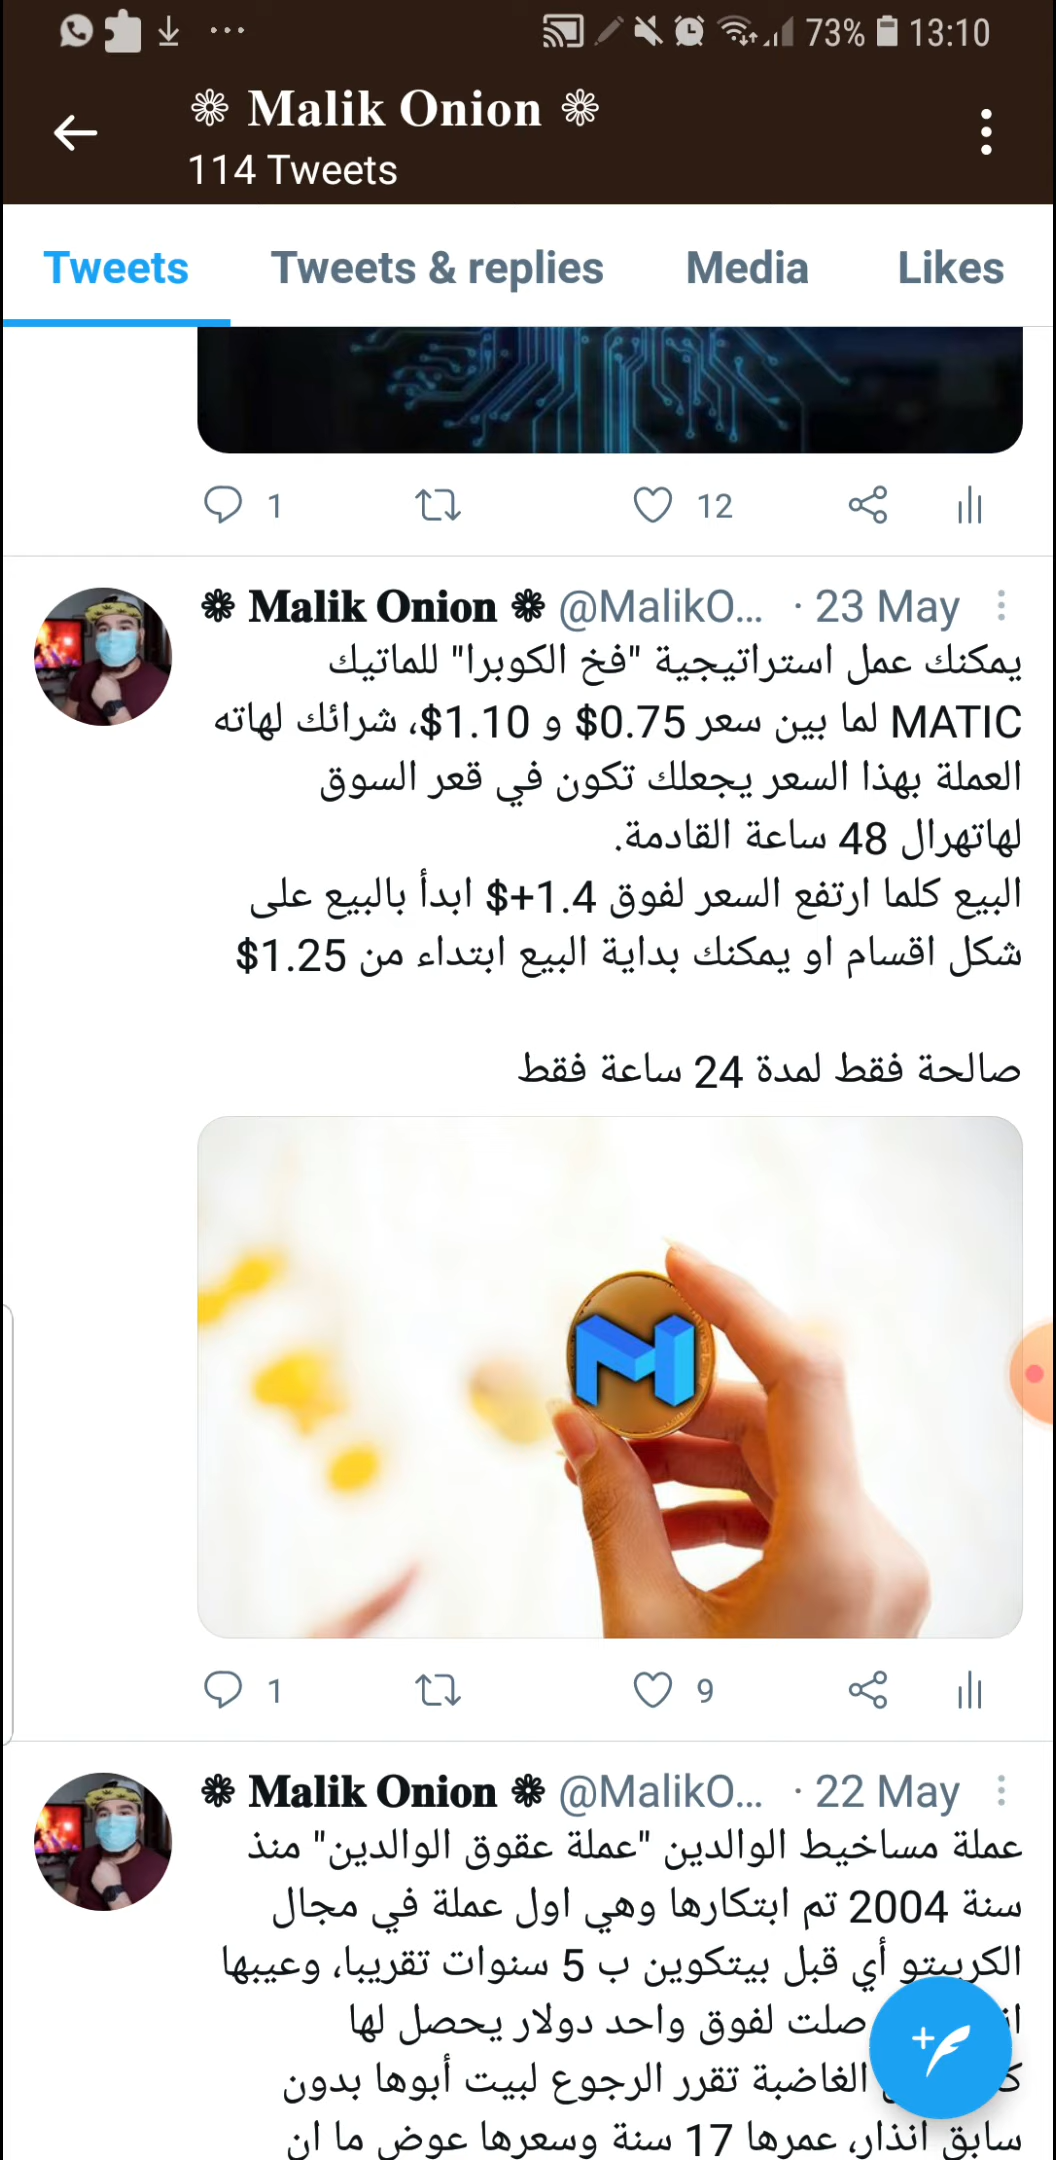 73% 13:10
❁ Malik Onion ❁
114 Tweets
Tweets Tweets & replies Media Likes
1 12
❁ Malik Onion ❁ @MalikO... · 23 May
يمكنك عمل استراتيجية "فخ الكوبرا" للماتيك
MATIC لما بين سعر 0.75$ و 1.10$، شرائك لهاته
العملة بهذا السعر يجعلك تكون في قعر السوق
لهاتهرال 48 ساعة القادمة.
البيع كلما ارتفع السعر لفوق 1.4+$ ابدأ بالبيع على
شكل اقسام او يمكنك بداية البيع ابتداء من 1.25$
صالحة فقط لمدة 24 ساعة فقط
1 9
❁ Malik Onion ❁ @MalikO... · 22 May
عملة مساخيط الوالدين "عملة عقوق الوالدين" منذ
سنة 2004 تم ابتكارها وهي اول عملة في مجال
الكريبتو أي قبل بيتكوين ب 5 سنوات تقريبا، وعيبها
صلت لفوق واحد دولار يحصل لها
الغاضبة تقرر الرجوع لبيت أبوها بدون
سابق انذار، عمرها 17 سنة وسعرها عوض ما ان